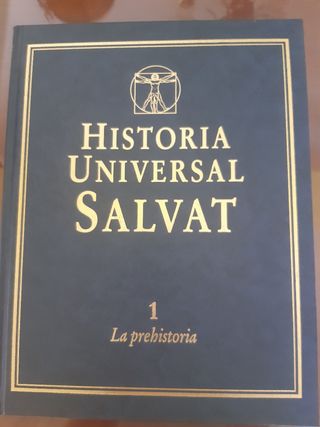 HISTORIA
UNIVERSAL
SALVAT
1
La prehistoria